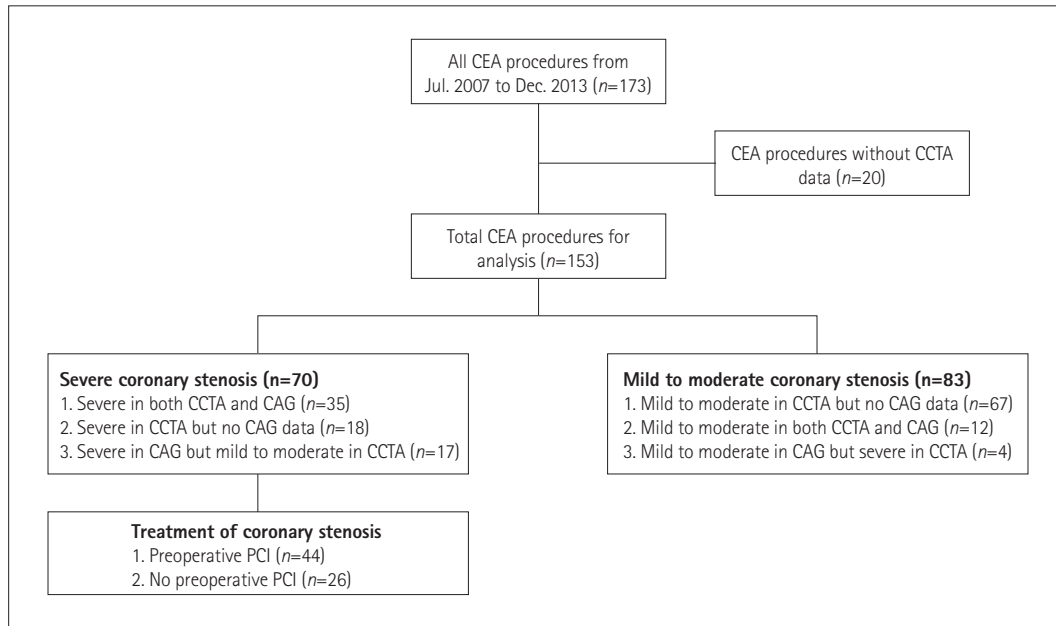 All CEA procedures from
Jul. 2007 to Dec. 2013 (n=173)
CEA procedures without CCTA
data (n=20)
Total CEA procedures for
analysis (n=153)
Severe coronary stenosis (n=70)
1. Severe in both CCTA and CAG (n=35)
2. Severe in CCTA but no CAG data (n=18)
3. Severe in CAG but mild to moderate in CCTA (n=17)
Mild to moderate coronary stenosis (n=83)
1. Mild to moderate in CCTA but no CAG data (n=67)
2. Mild to moderate in both CCTA and CAG (n=12)
3. Mild to moderate in CAG but severe in CCTA (n=4)
Treatment of coronary stenosis
1. Preoperative PCI (n=44)
2. No preoperative PCI (n=26)